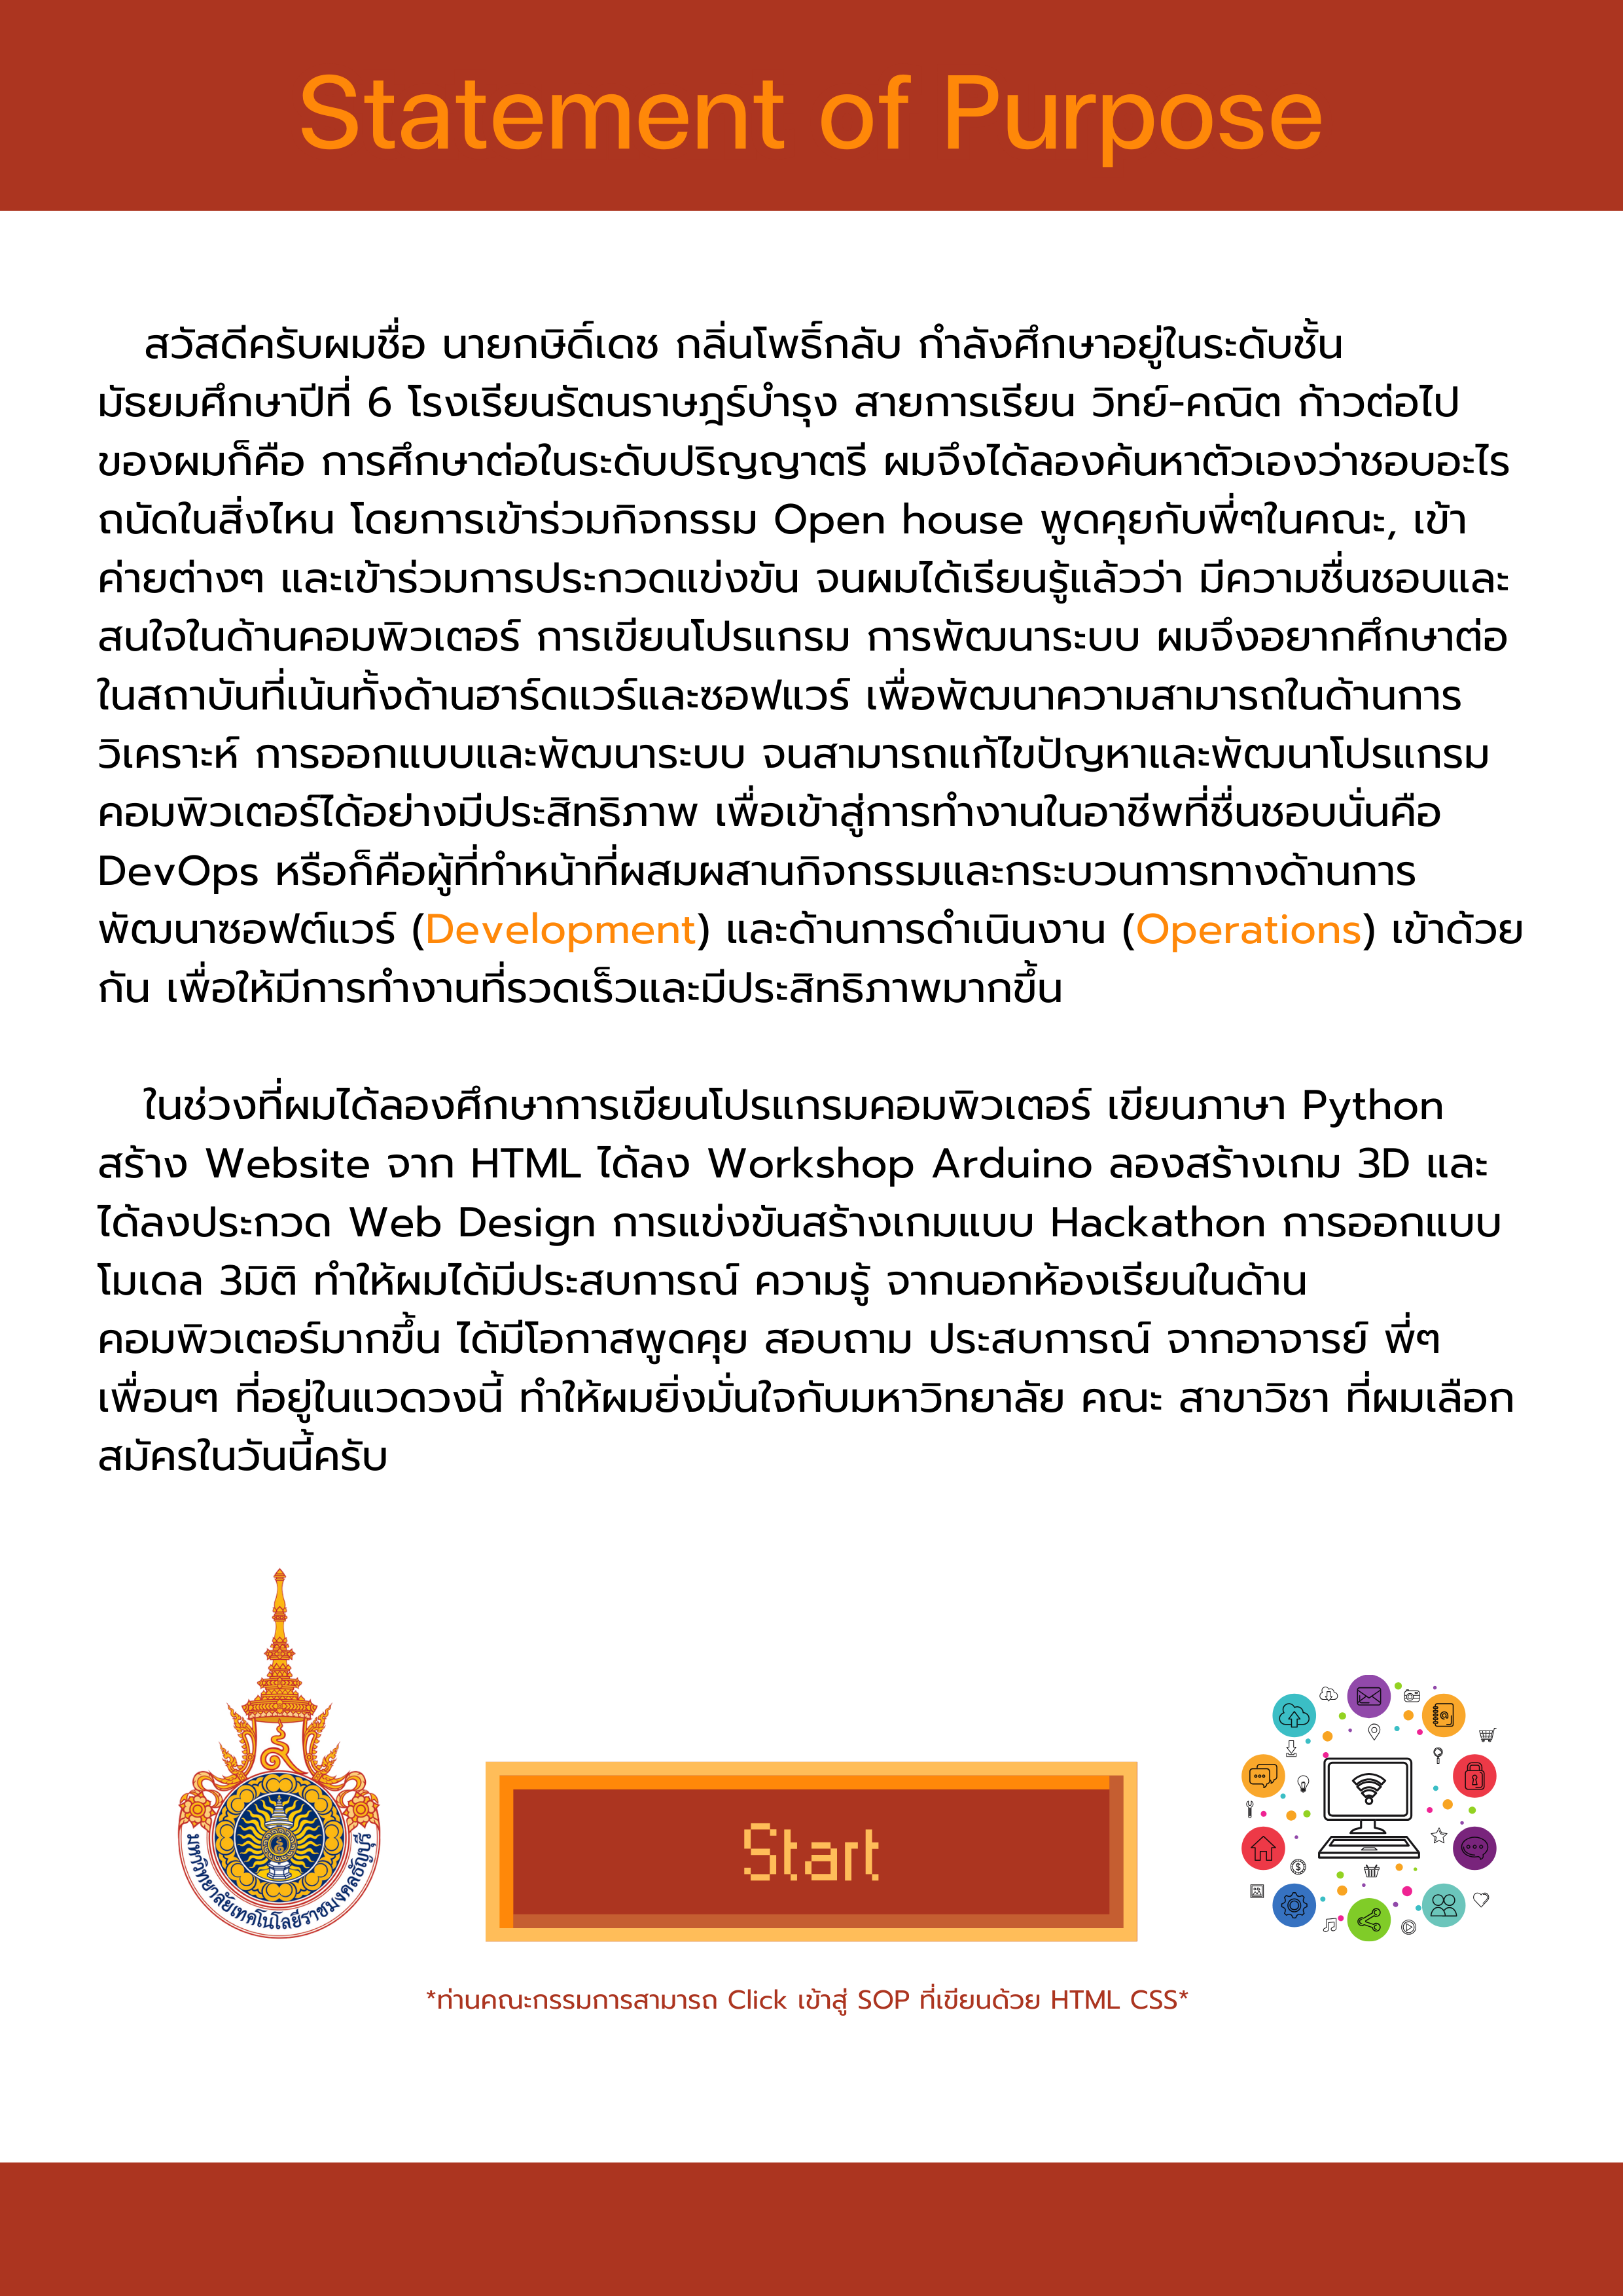 Statement of Purpose
สวัสดีครับผมชื่อ นายกษิดิ์เดช กลิ่นโพธิ์กลับ กำลังศึกษาอยู่ในระดับชั้น
มัธยมศึกษาปีที่ 6 โรงเรียนรัตนราษฎร์บำรุง สายการเรียน วิทย์-คณิต ก้าวต่อไป
ของผมก็คือ การศึกษาต่อในระดับปริญญาตรี ผมจึงได้ลองค้นหาตัวเองว่าชอบอะไร
ถนัดในสิ่งไหน โดยการเข้าร่วมกิจกรรม Open house พูดคุยกับพี่ๆในคณะ, เข้า
ค่ายต่างๆ และเข้าร่วมการประกวดแข่งขัน จนผมได้เรียนรู้แล้วว่า มีความชื่นชอบและ
สนใจในด้านคอมพิวเตอร์ การเขียนโปรแกรม การพัฒนาระบบ ผมจึงอยากศึกษาต่อ
ในสถาบันที่เน้นทั้งด้านฮาร์ดแวร์และซอฟแวร์ เพื่อพัฒนาความสามารถในด้านการ
วิเคราะห์ การออกแบบและพัฒนาระบบ จนสามารถแก้ไขปัญหาและพัฒนาโปรแกรม
คอมพิวเตอร์ได้อย่างมีประสิทธิภาพ เพื่อเข้าสู่การทำงานในอาชีพที่ชื่นชอบนั่นคือ
DevOps หรือก็คือผู้ที่ทำหน้าที่ผสมผสานกิจกรรมและกระบวนการทางด้านการ
พัฒนาซอฟต์แวร์ (Development) และด้านการดำเนินงาน (Operations) เข้าด้วย
กัน เพื่อให้มีการทำงานที่รวดเร็วและมีประสิทธิภาพมากขึ้น
ในช่วงที่ผมได้ลองศึกษาการเขียนโปรแกรมคอมพิวเตอร์ เขียนภาษา Python
สร้าง Website จาก HTML ได้ลง Workshop Arduino ลองสร้างเกม 3D และ
ได้ลงประกวด Web Design การแข่งขันสร้างเกมแบบ Hackathon การออกแบบ
โมเดล 3มิติ ทำให้ผมได้มีประสบการณ์ ความรู้ จากนอกห้องเรียนในด้าน
คอมพิวเตอร์มากขึ้น ได้มีโอกาสพูดคุย สอบถาม ประสบการณ์ จากอาจารย์ พี่ๆ
เพื่อนๆ ที่อยู่ในแวดวงนี้ ทำให้ผมยิ่งมั่นใจกับมหาวิทยาลัย คณะ สาขาวิชา ที่ผมเลือก
สมัครในวันนี้ครับ
มหาวิทยาลัยเทคโนโลยีราชมงคลธัญบุรี
Start
*ท่านคณะกรรมการสามารถ Click เข้าสู่ SOP ที่เขียนด้วย HTML CSS*